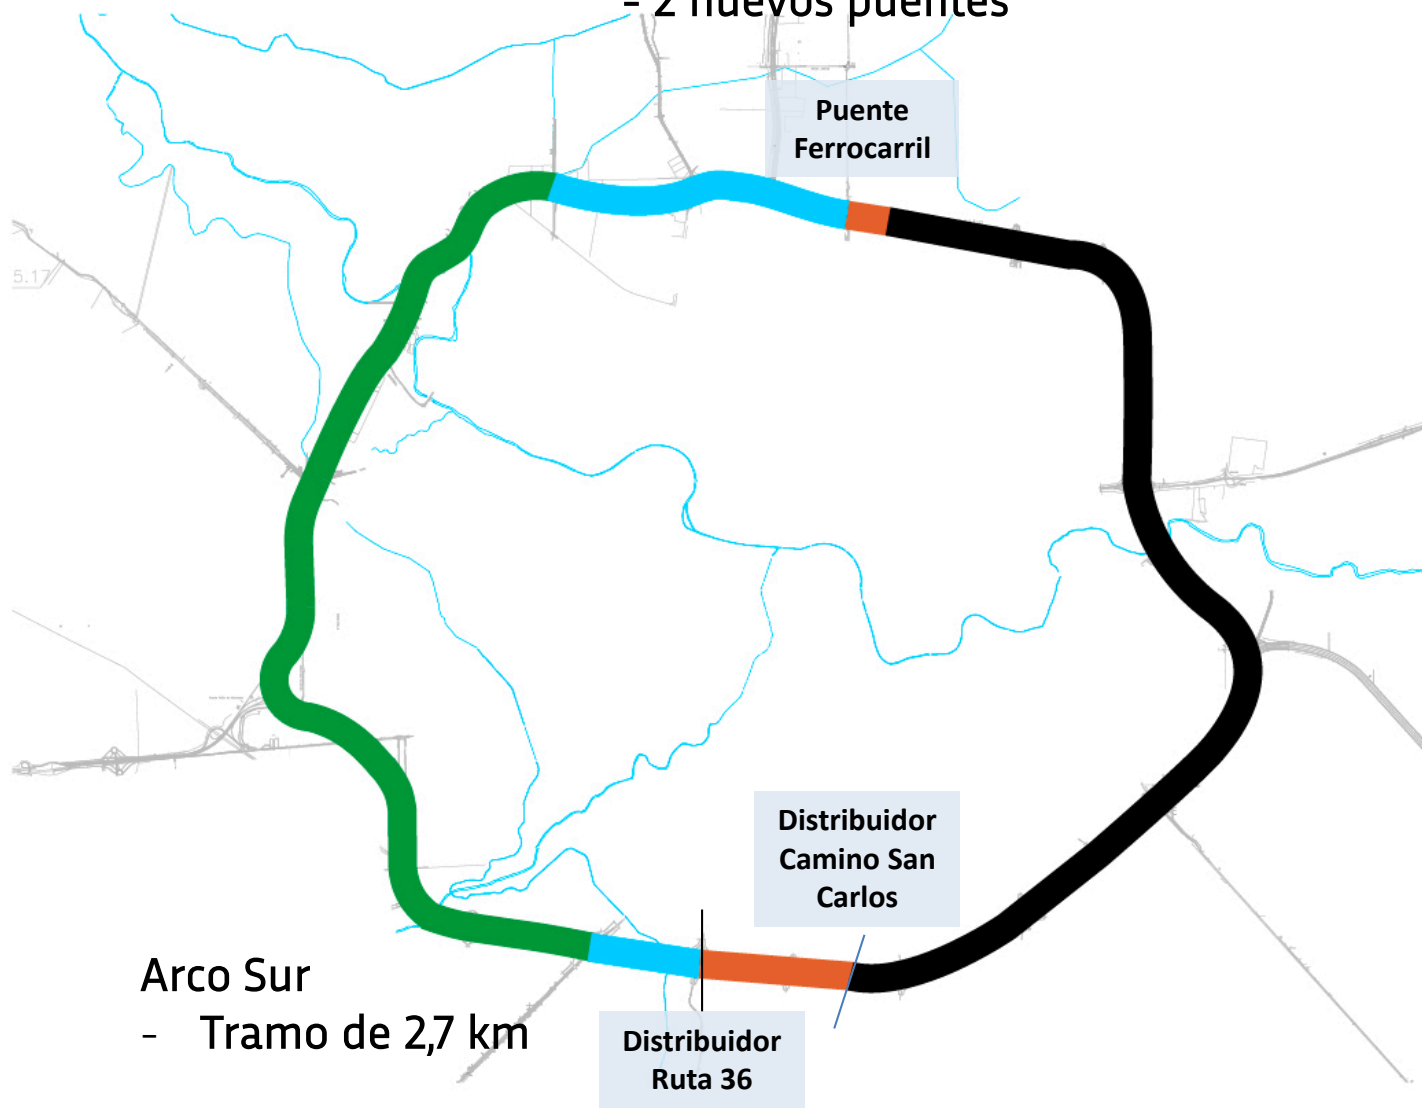 - 2 nuevos puentes
Puente
Ferrocarril
5.17
Distribuidor
Camino San
Carlos
Arco Sur
- Tramo de 2,7 km
Distribuidor
Ruta 36